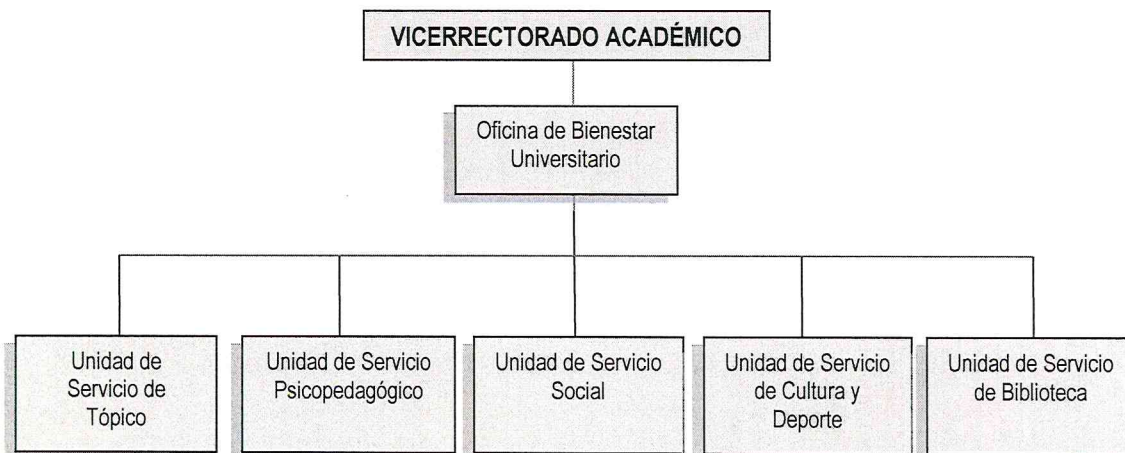 VICERRECTORADO ACADÉMICO
Oficina de Bienestar
Universitario
Unidad de
Servicio de
Tópico
Unidad de Servicio
Psicopedagógico
Unidad de Servicio
Social
Unidad de Servicio
de Cultura y
Deporte
Unidad de Servicio
de Biblioteca